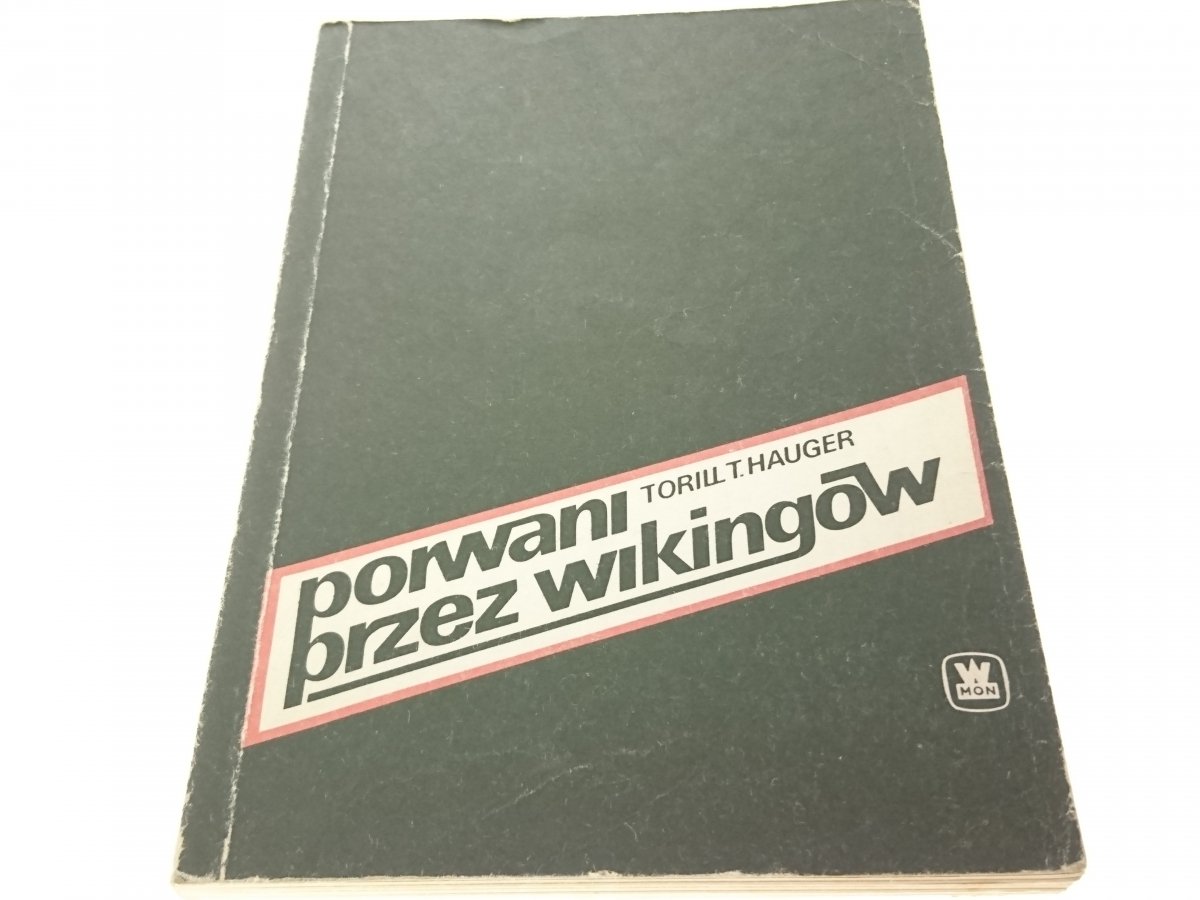 TORILL T. HAUGER
porwani
przez wikingów
W
MON